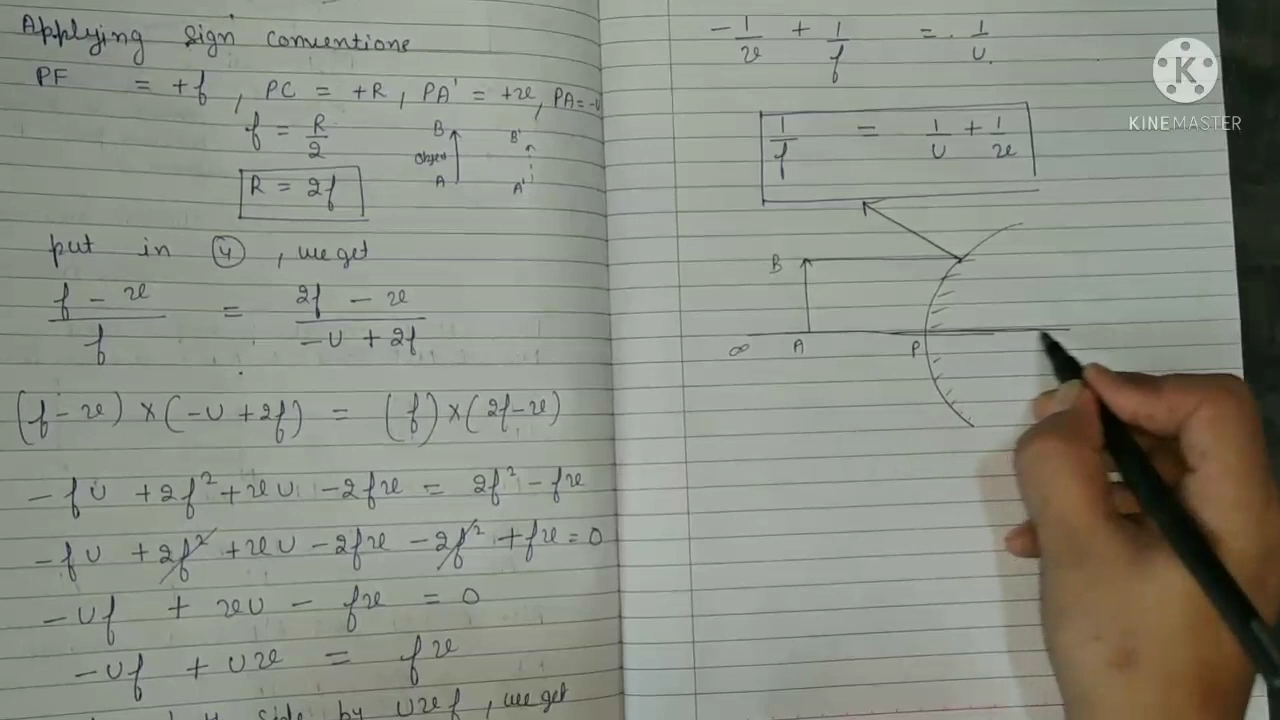 Applying sign conventions
PF = +f , PC = +R , PA' = +v, PA = -u
f = R/2
B B'
Object
A A'
R = 2f
put in ④ , we get
(f - v)/f = (2f - v)/(-u + 2f)
(f - v) × (-u + 2f) = (f) × (2f - v)
-fu + 2f² + vu - 2fv = 2f² - fv
-fu + 2f² + vu - 2fv - 2f² + fv = 0
-uf + vu - fv = 0
-uf + uv = fv
side by uvf, we get
-1/v + 1/f = 1/u
1/f = 1/u + 1/v
B
∞ A P
K
KINEMASTER